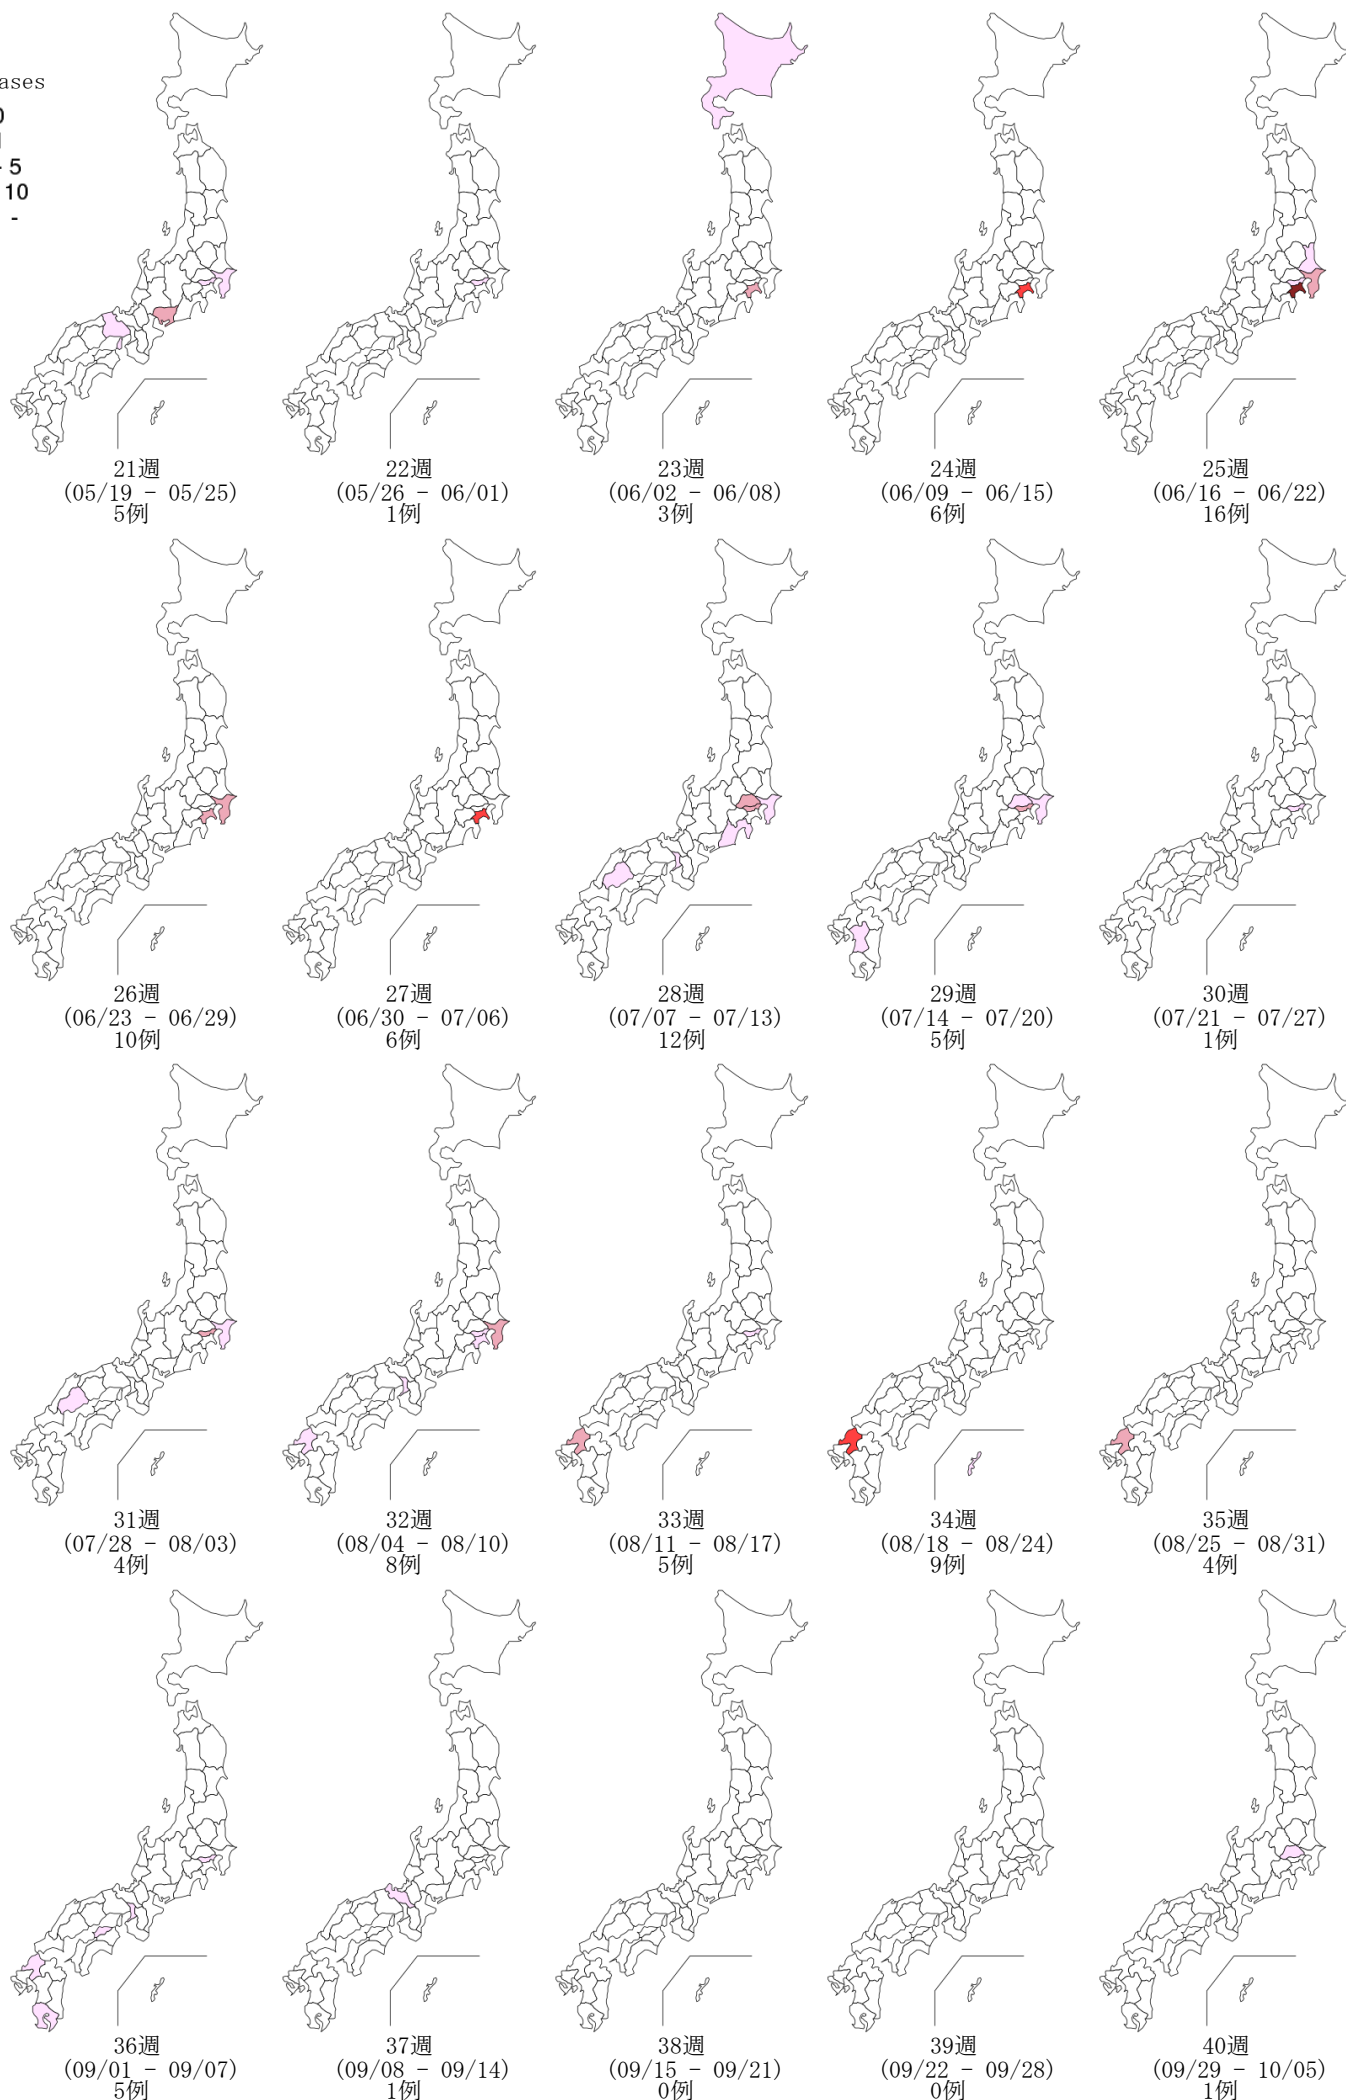 ases
0
1
- 5
10
-
21週
(05/19 - 05/25)
5例
22週
(05/26 - 06/01)
1例
23週
(06/02 - 06/08)
3例
24週
(06/09 - 06/15)
6例
25週
(06/16 - 06/22)
16例
26週
(06/23 - 06/29)
10例
27週
(06/30 - 07/06)
6例
28週
(07/07 - 07/13)
12例
29週
(07/14 - 07/20)
5例
30週
(07/21 - 07/27)
1例
31週
(07/28 - 08/03)
4例
32週
(08/04 - 08/10)
8例
33週
(08/11 - 08/17)
5例
34週
(08/18 - 08/24)
9例
35週
(08/25 - 08/31)
4例
36週
(09/01 - 09/07)
5例
37週
(09/08 - 09/14)
1例
38週
(09/15 - 09/21)
0例
39週
(09/22 - 09/28)
0例
40週
(09/29 - 10/05)
1例